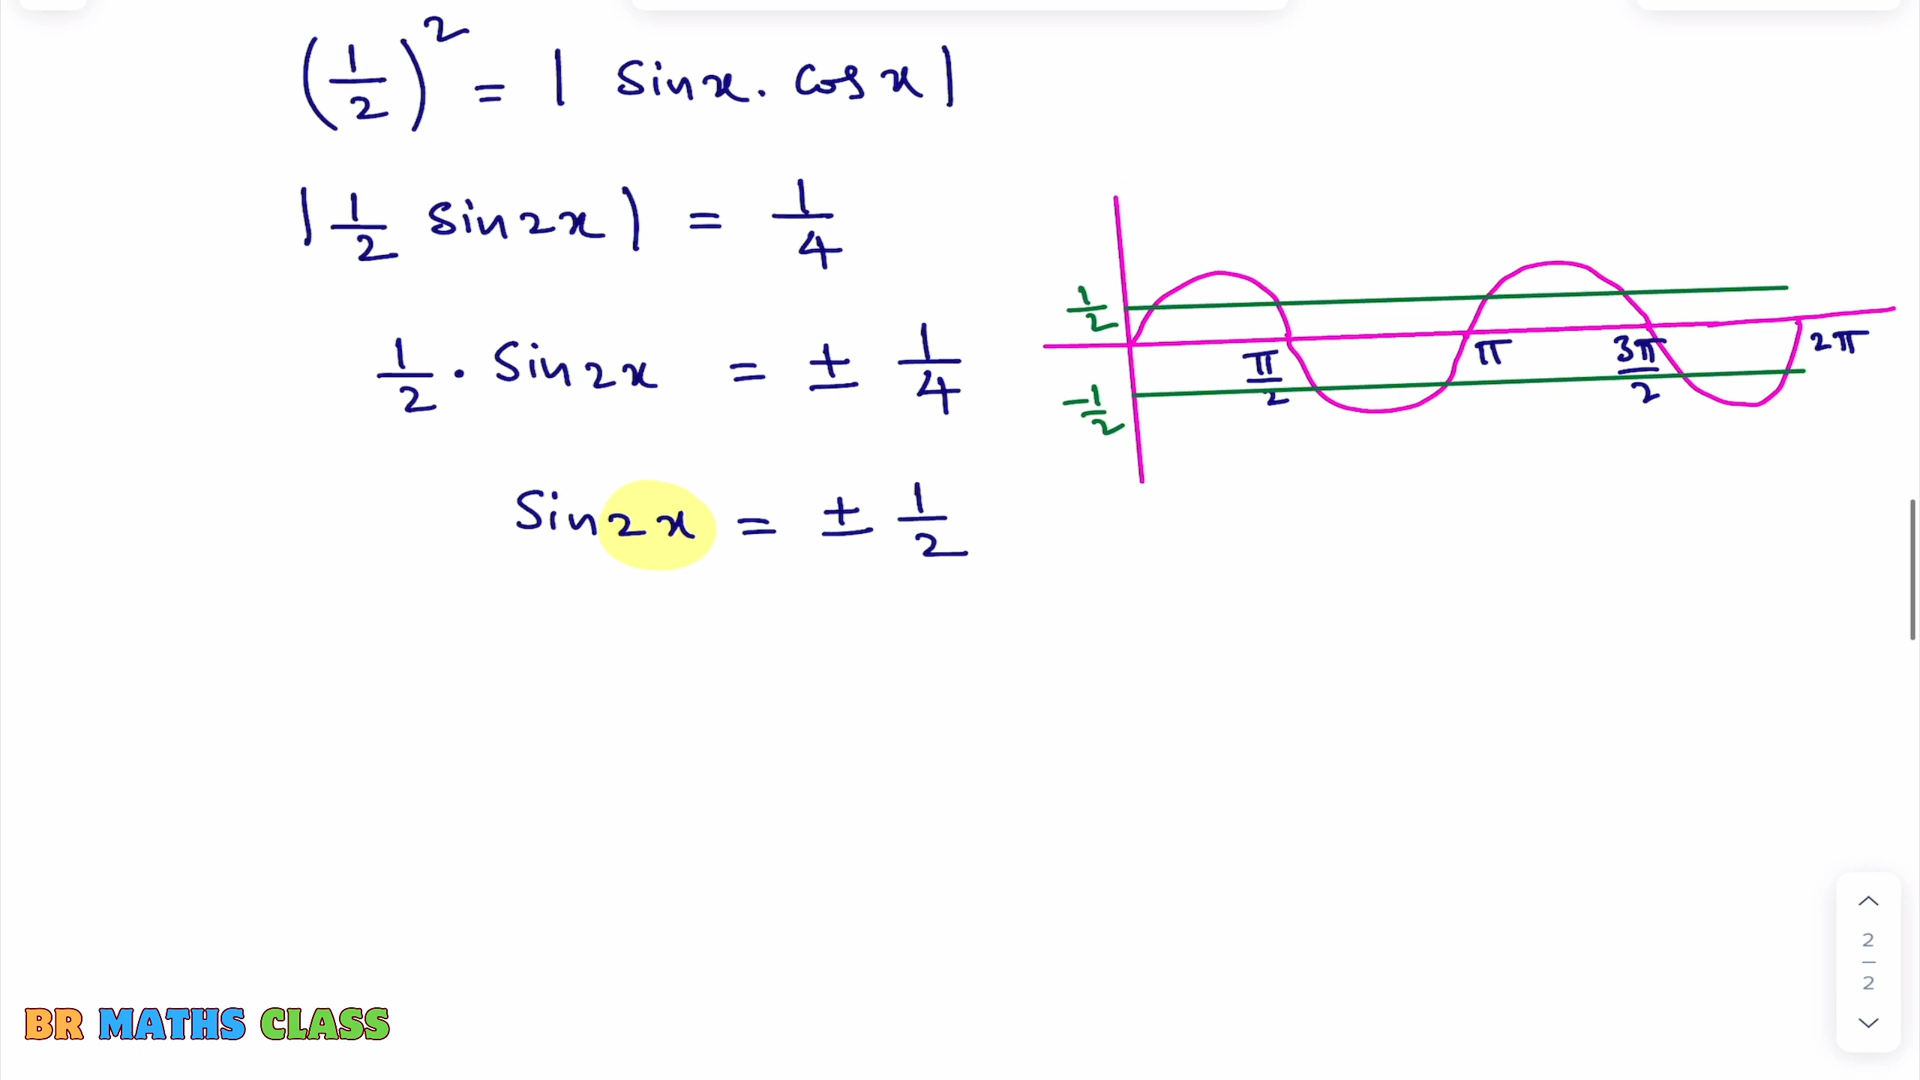 (1/2)² = | sinx. cosx|
|1/2 sin2x| = 1/4
1/2 . sin2x = ± 1/4
sin2x = ± 1/2
1/2
-1/2
π/2
π
3π/2
2π
2
2
BR MATHS CLASS